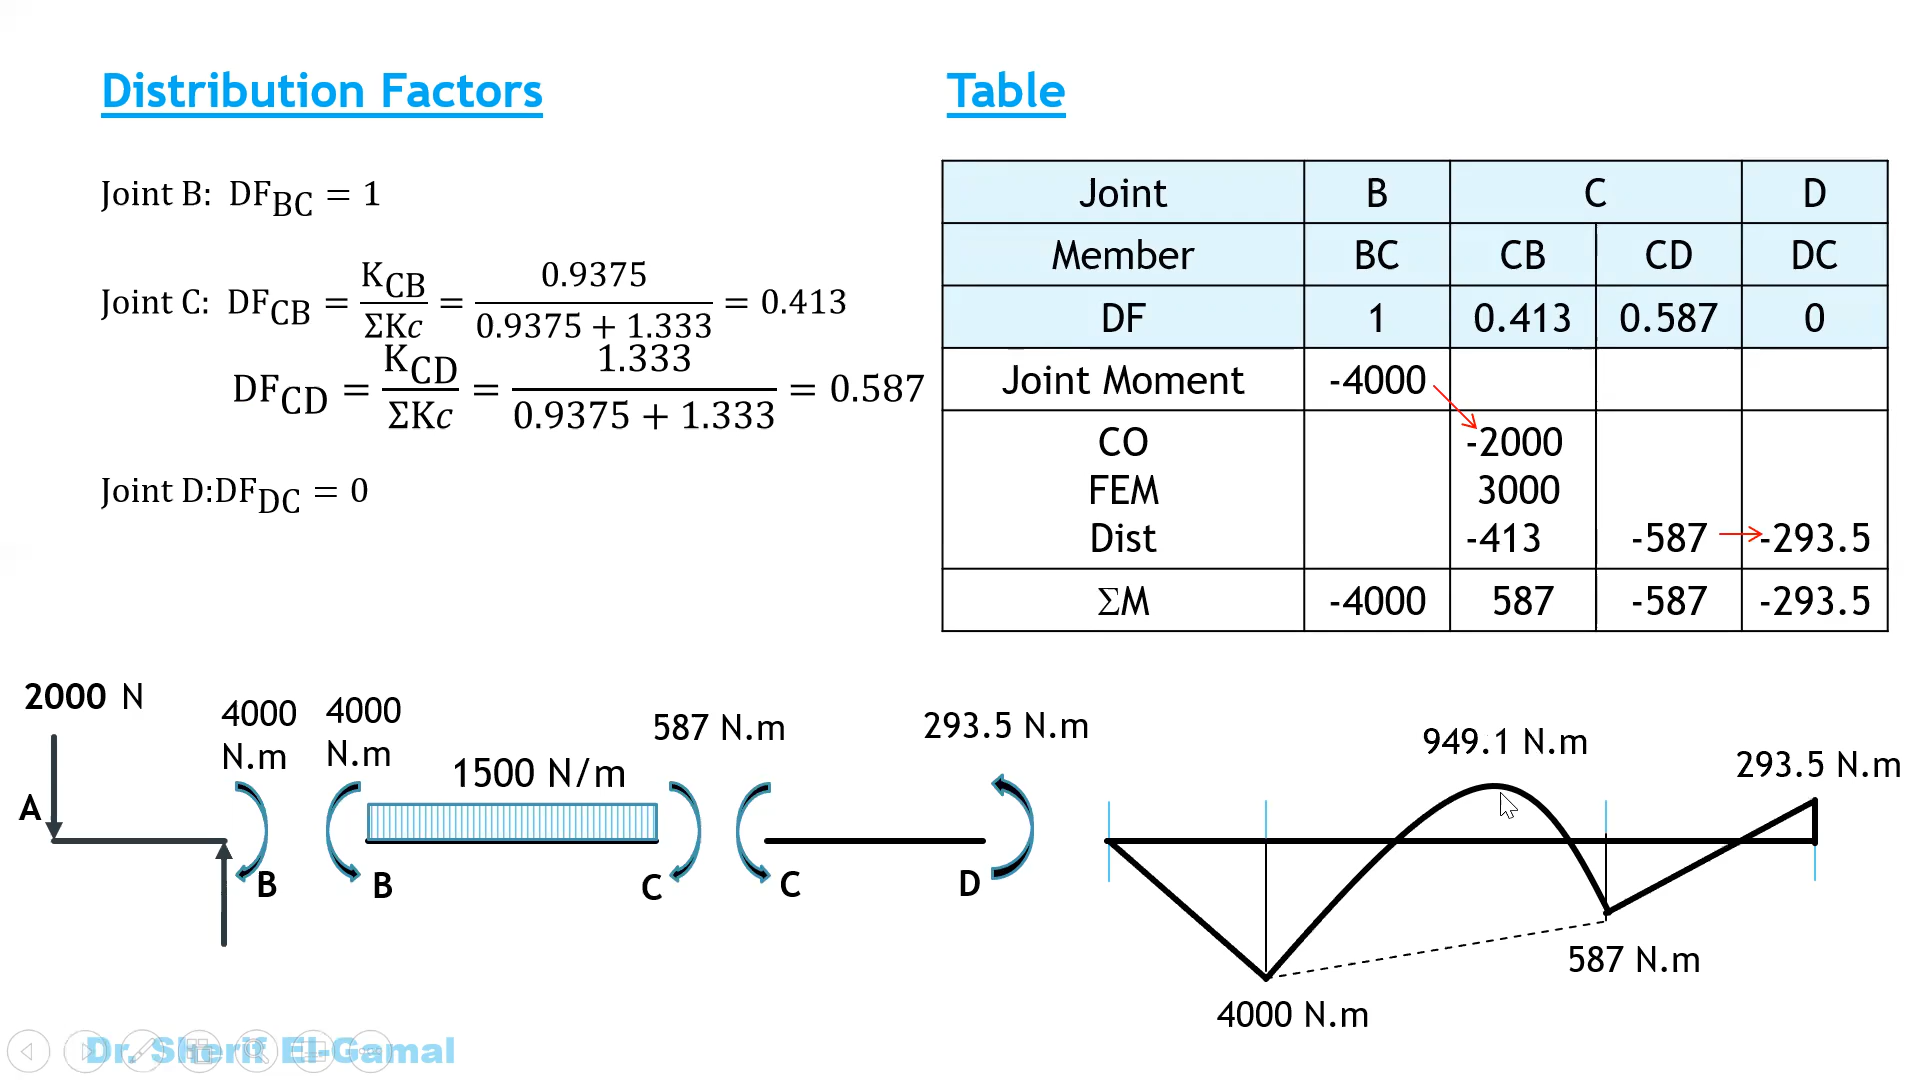 Distribution Factors
Joint B: DF_BC = 1
Joint C: DF_CB = K_CB/ΣKc = 0.9375/(0.9375 + 1.333) = 0.413
DF_CD = K_CD/ΣKc = 1.333/(0.9375 + 1.333) = 0.587
Joint D:DF_DC = 0
Table
Joint B C D
Member BC CB CD DC
DF 1 0.413 0.587 0
Joint Moment -4000
CO -2000
FEM 3000
Dist -413 -587 -293.5
ΣM -4000 587 -587 -293.5
2000 N
4000
N.m
4000
N.m
1500 N/m
587 N.m
293.5 N.m
A
B
B
C
C
D
949.1 N.m
293.5 N.m
587 N.m
4000 N.m
Dr. Sherif El-Gamal